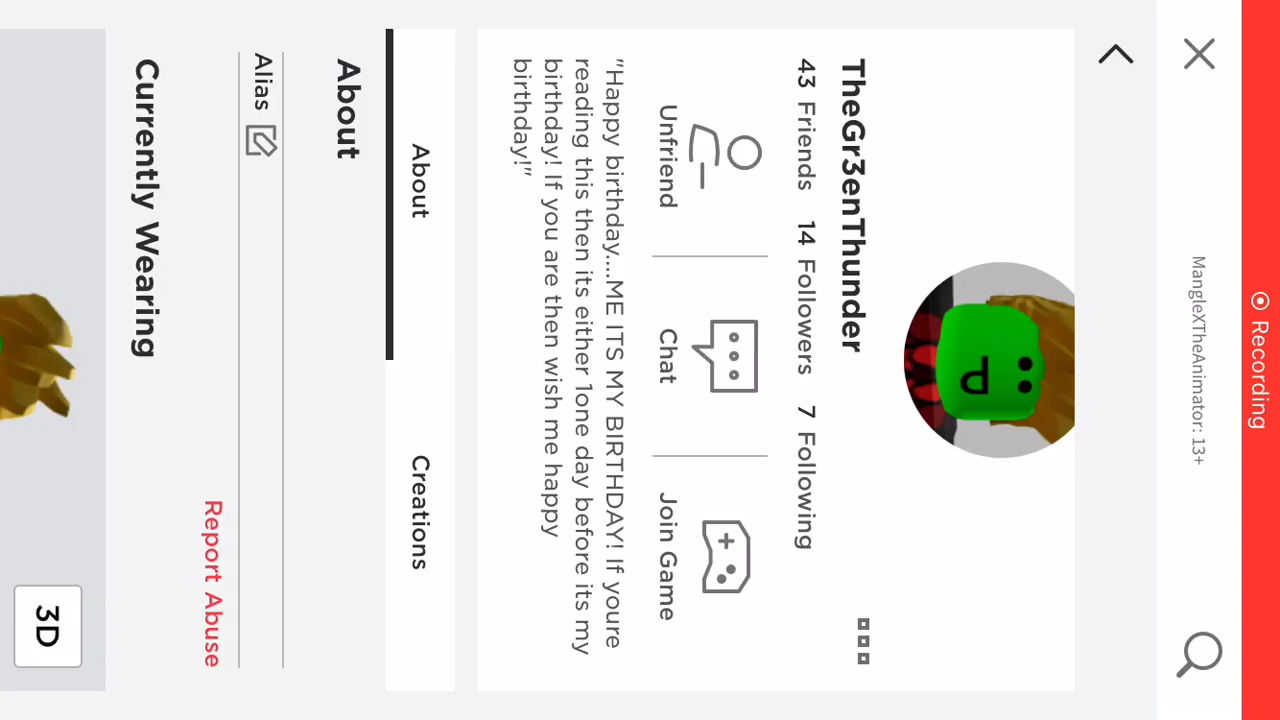 Recording
MangleXTheAnimator: 13+
TheGr3enThunder
43 Friends 14 Followers 7 Following
Unfriend Chat Join Game
"Happy birthday....ME ITS MY BIRTHDAY! If youre
reading this then its either 1one day before its my
birthday! If you are then wish me happy
birthday!"
About Creations
About
Alias
Report Abuse
Currently Wearing
3D